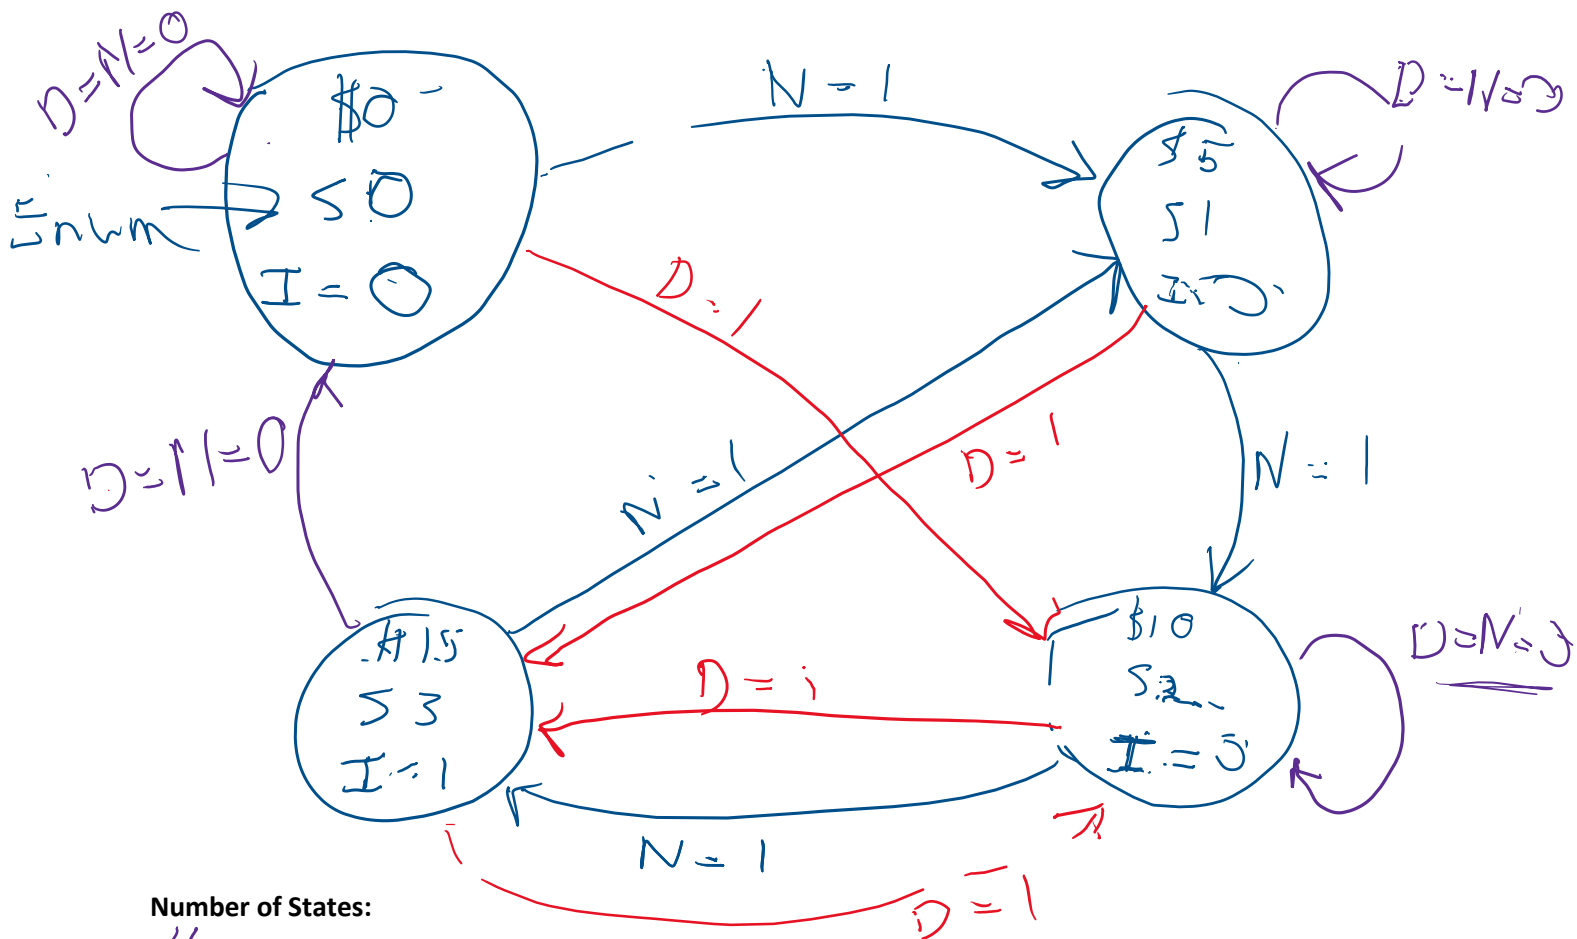 D=N=0
$0
S0
I=0
N=1
$5
S1
I=0
D=N=0
D=1
D=N=0
N=1
D=1
N=1
$15
S3
I=1
D=1
$10
S2
I=0
D=N=0
N=1
D=1
Number of States: